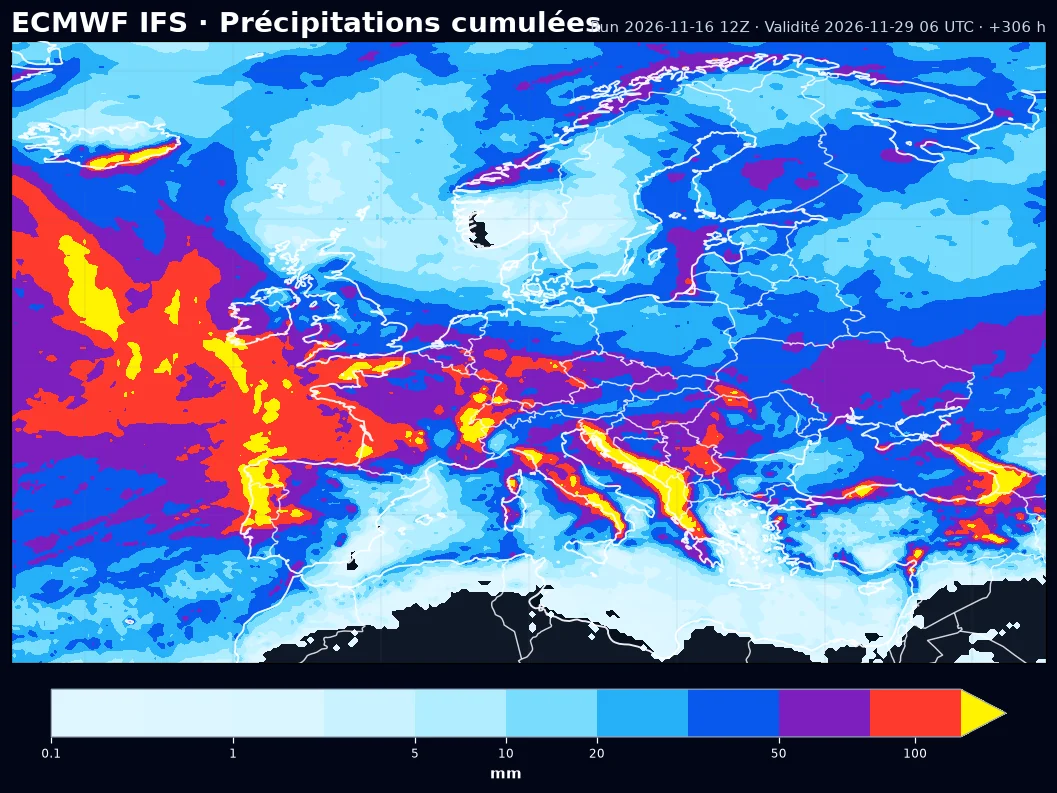 ECMWF IFS · Précipitations cumulées
Run 2026-11-16 12Z · Validité 2026-11-29 06 UTC · +306 h
0.1 1 5 10 20 50 100
mm